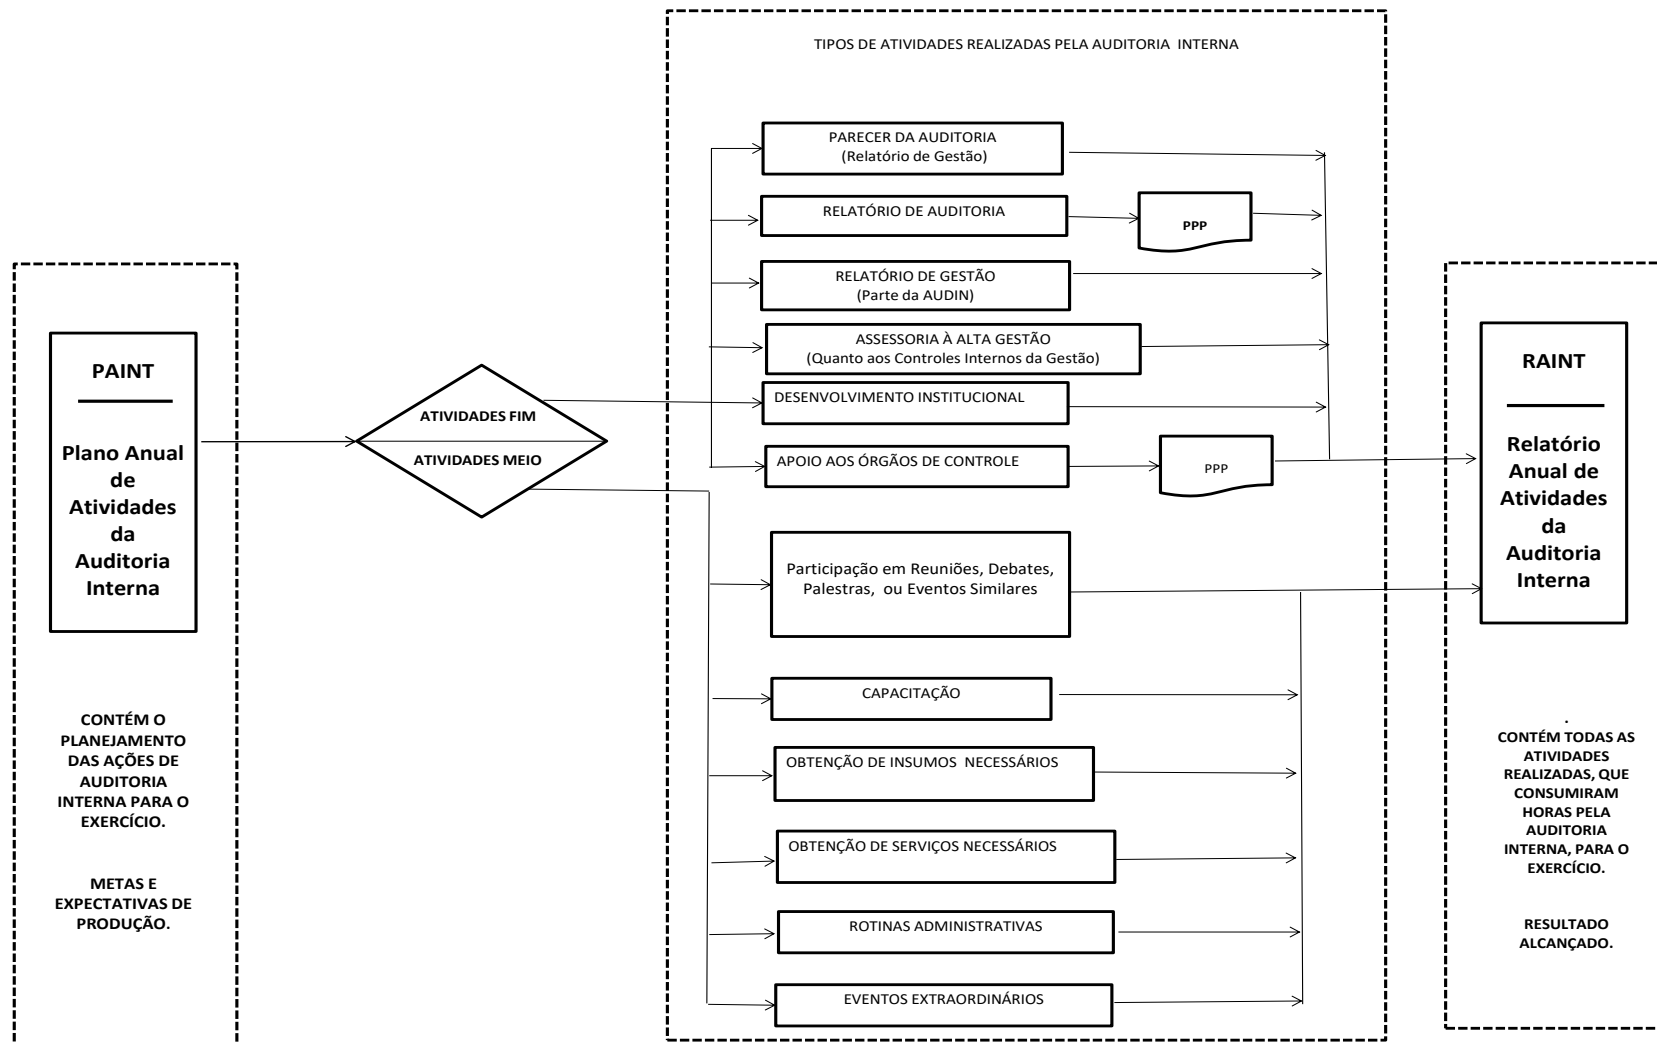 TIPOS DE ATIVIDADES REALIZADAS PELA AUDITORIA INTERNA
PAINT
Plano Anual
de
Atividades
da
Auditoria
Interna
CONTÉM O
PLANEJAMENTO
DAS AÇÕES DE
AUDITORIA
INTERNA PARA O
EXERCÍCIO.
METAS E
EXPECTATIVAS DE
PRODUÇÃO.
ATIVIDADES FIM
ATIVIDADES MEIO
PARECER DA AUDITORIA
(Relatório de Gestão)
RELATÓRIO DE AUDITORIA
PPP
RELATÓRIO DE GESTÃO
(Parte da AUDIN)
ASSESSORIA À ALTA GESTÃO
(Quanto aos Controles Internos da Gestão)
DESENVOLVIMENTO INSTITUCIONAL
APOIO AOS ÓRGÃOS DE CONTROLE
PPP
Participação em Reuniões, Debates,
Palestras, ou Eventos Similares
CAPACITAÇÃO
OBTENÇÃO DE INSUMOS NECESSÁRIOS
OBTENÇÃO DE SERVIÇOS NECESSÁRIOS
ROTINAS ADMINISTRATIVAS
EVENTOS EXTRAORDINÁRIOS
RAINT
Relatório
Anual de
Atividades
da
Auditoria
Interna
.
CONTÉM TODAS AS
ATIVIDADES
REALIZADAS, QUE
CONSUMIRAM
HORAS PELA
AUDITORIA
INTERNA, PARA O
EXERCÍCIO.
RESULTADO
ALCANÇADO.